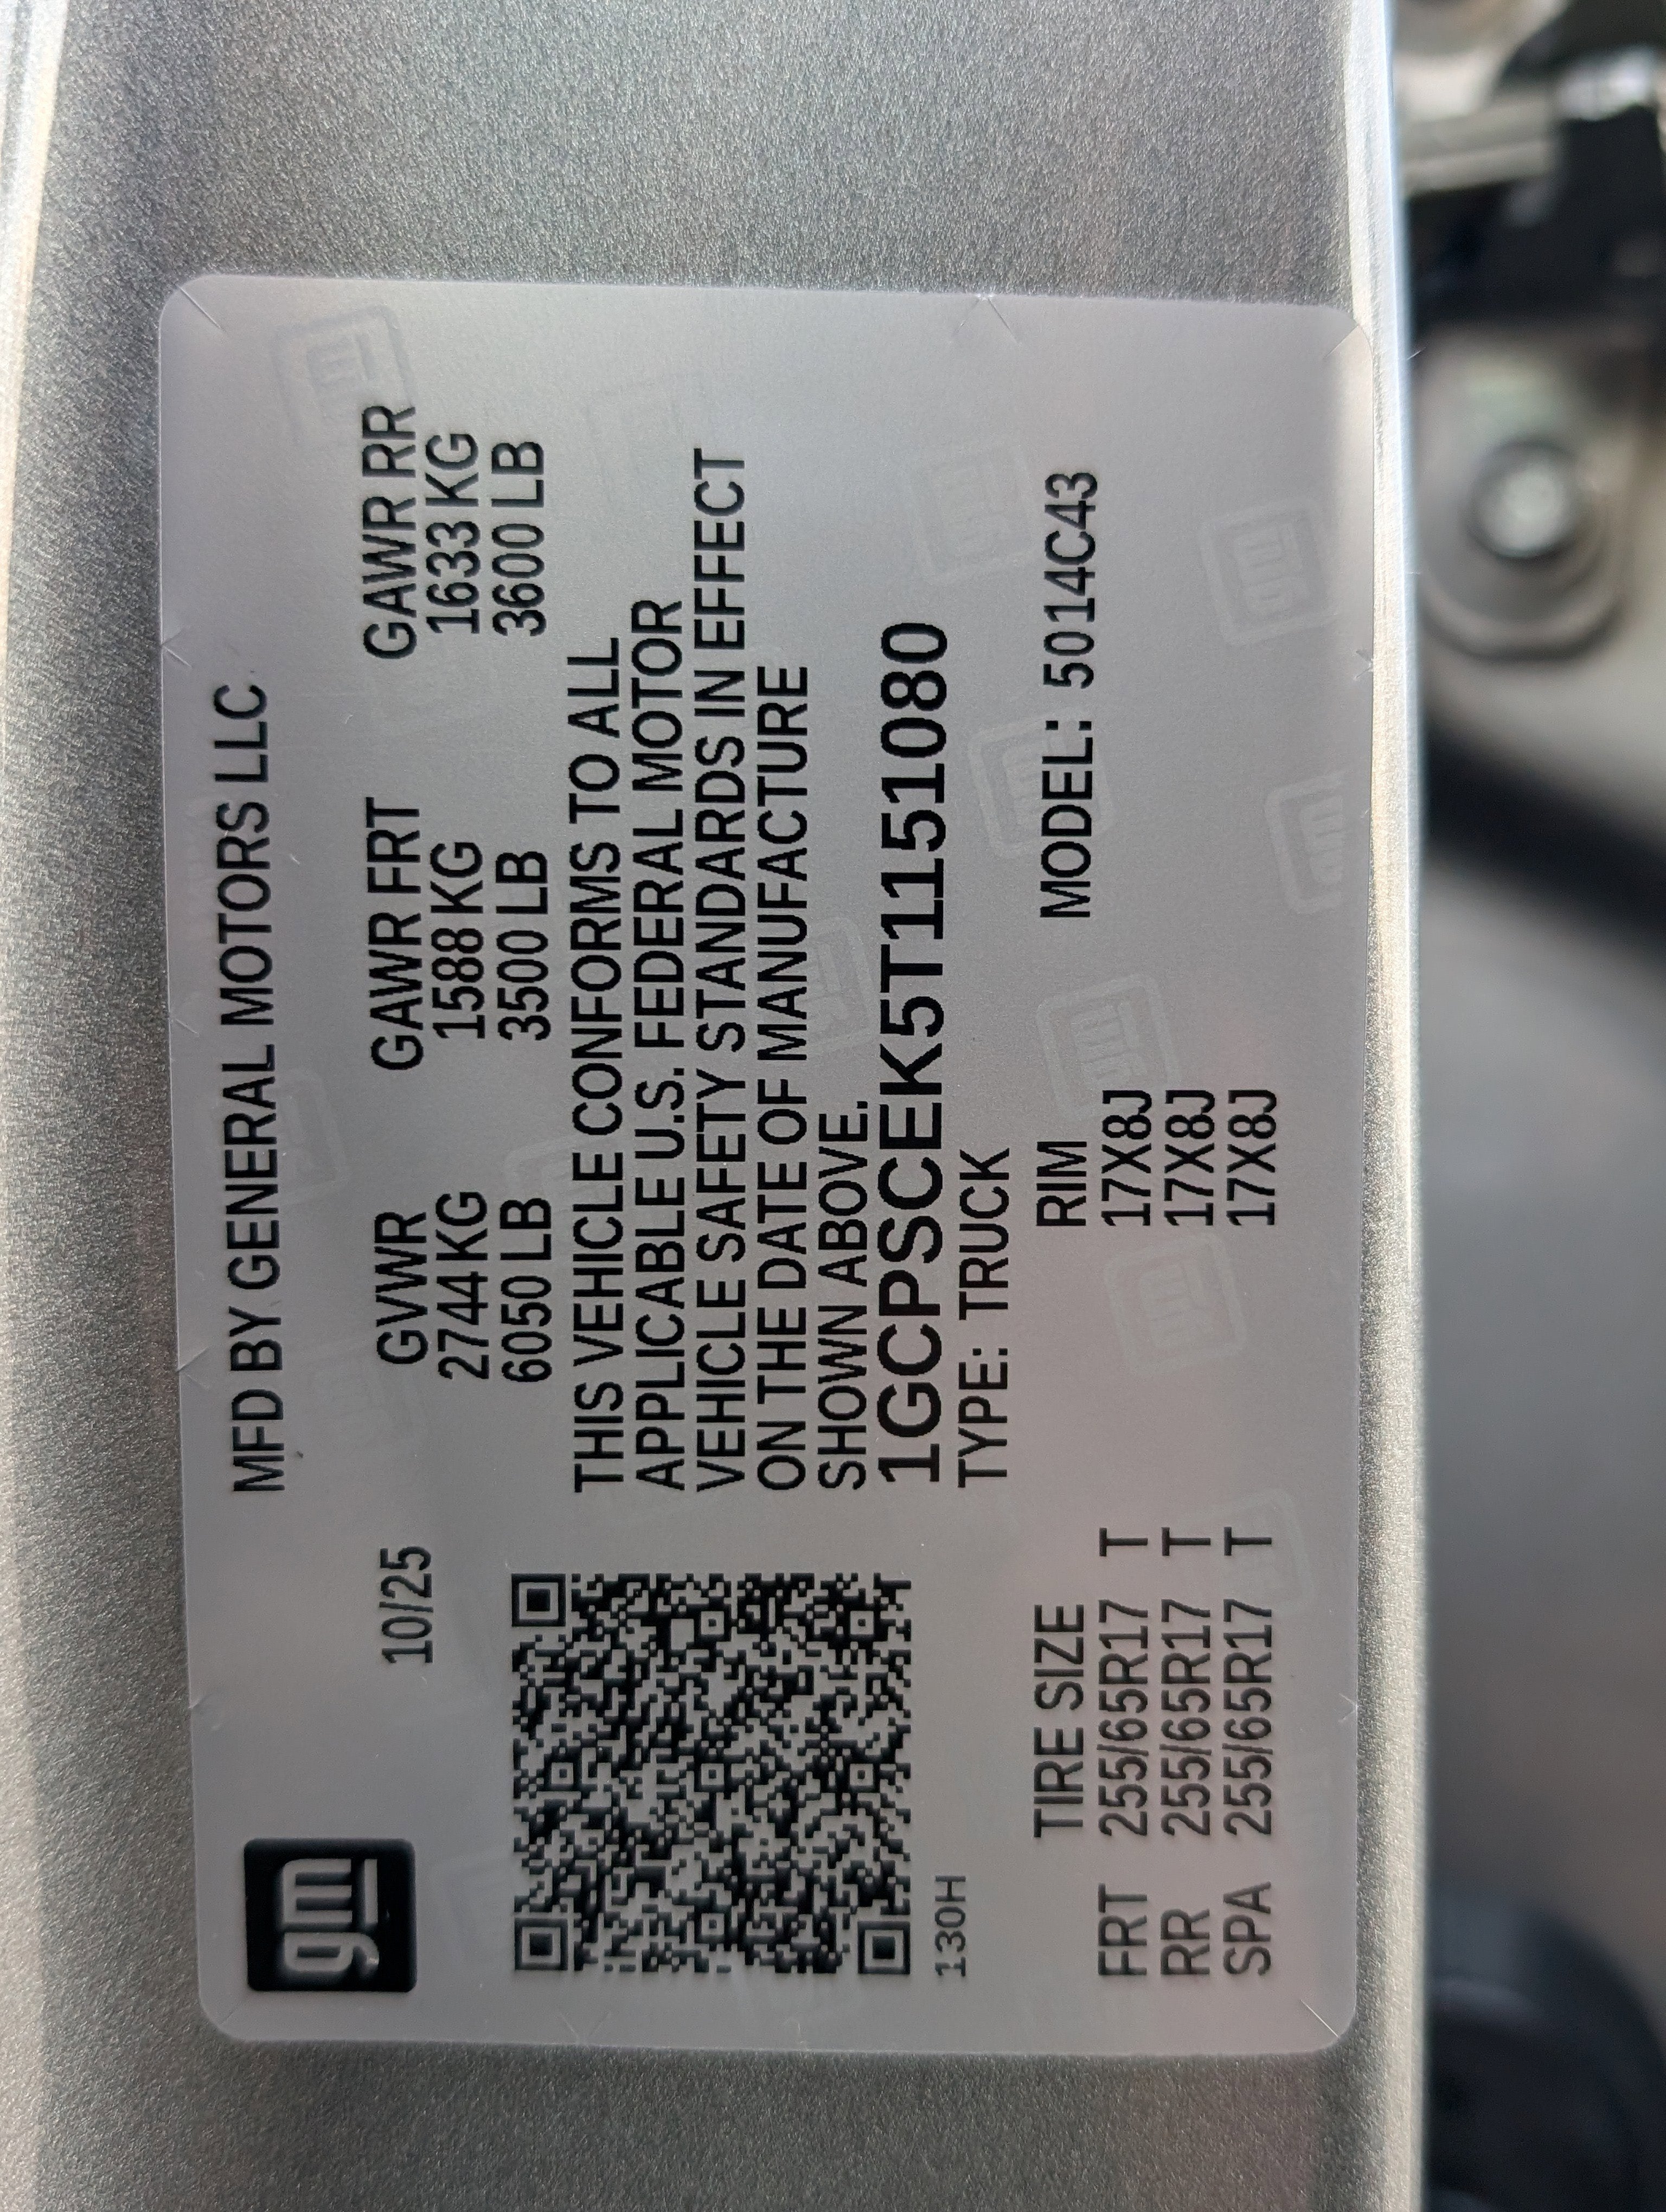 gm
MFD BY GENERAL MOTORS LLC
10/25 GVWR GAWR FRT GAWR RR
2744 KG 1588 KG 1633 KG
6050 LB 3500 LB 3600 LB
THIS VEHICLE CONFORMS TO ALL
APPLICABLE U.S. FEDERAL MOTOR
VEHICLE SAFETY STANDARDS IN EFFECT
ON THE DATE OF MANUFACTURE
SHOWN ABOVE.
1GCPSCEK5T1151080
130H
TYPE: TRUCK
TIRE SIZE RIM MODEL: 5014C43
FRT 255/65R17 T 17X8J
RR 255/65R17 T 17X8J
SPA 255/65R17 T 17X8J